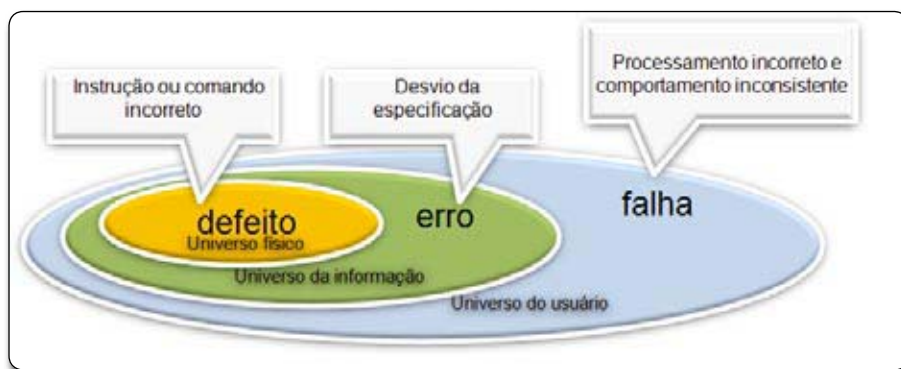 Instrução ou comando
incorreto
Desvio da
especificação
Processamento incorreto e
comportamento inconsistente
defeito
Universo físico
erro
Universo da informação
falha
Universo do usuário